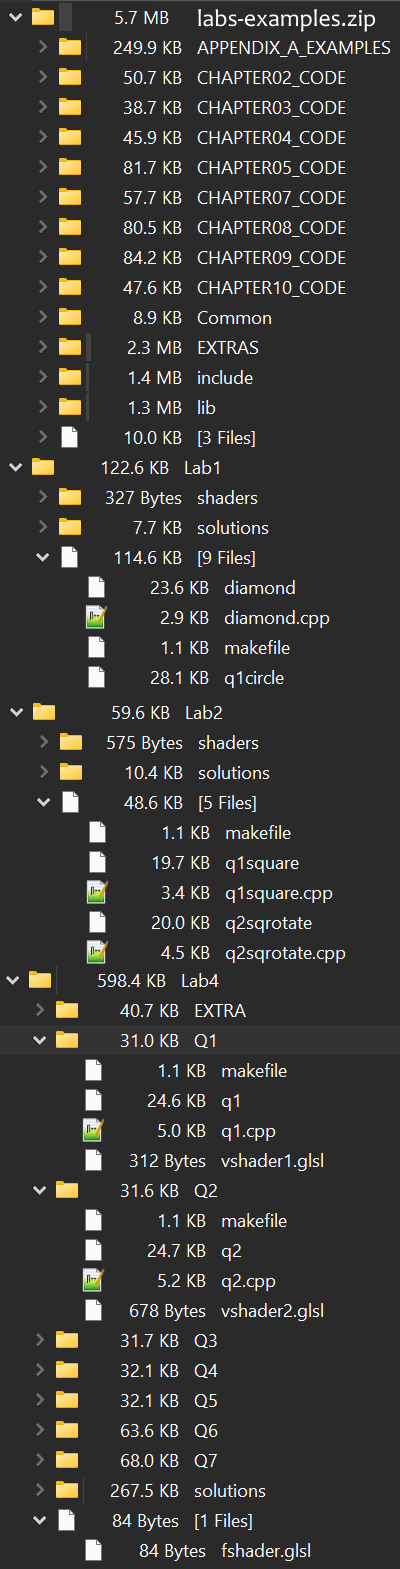 5.7 MB labs-examples.zip
249.9 KB APPENDIX_A_EXAMPLES
50.7 KB CHAPTER02_CODE
38.7 KB CHAPTER03_CODE
45.9 KB CHAPTER04_CODE
81.7 KB CHAPTER05_CODE
57.7 KB CHAPTER07_CODE
80.5 KB CHAPTER08_CODE
84.2 KB CHAPTER09_CODE
47.6 KB CHAPTER10_CODE
8.9 KB Common
2.3 MB EXTRAS
1.4 MB include
1.3 MB lib
10.0 KB [3 Files]
122.6 KB Lab1
327 Bytes shaders
7.7 KB solutions
114.6 KB [9 Files]
23.6 KB diamond
2.9 KB diamond.cpp
1.1 KB makefile
28.1 KB q1circle
59.6 KB Lab2
575 Bytes shaders
10.4 KB solutions
48.6 KB [5 Files]
1.1 KB makefile
19.7 KB q1square
3.4 KB q1square.cpp
20.0 KB q2sqrotate
4.5 KB q2sqrotate.cpp
598.4 KB Lab4
40.7 KB EXTRA
31.0 KB Q1
1.1 KB makefile
24.6 KB q1
5.0 KB q1.cpp
312 Bytes vshader1.glsl
31.6 KB Q2
1.1 KB makefile
24.7 KB q2
5.2 KB q2.cpp
678 Bytes vshader2.glsl
31.7 KB Q3
32.1 KB Q4
32.1 KB Q5
63.6 KB Q6
68.0 KB Q7
267.5 KB solutions
84 Bytes [1 Files]
84 Bytes fshader.glsl